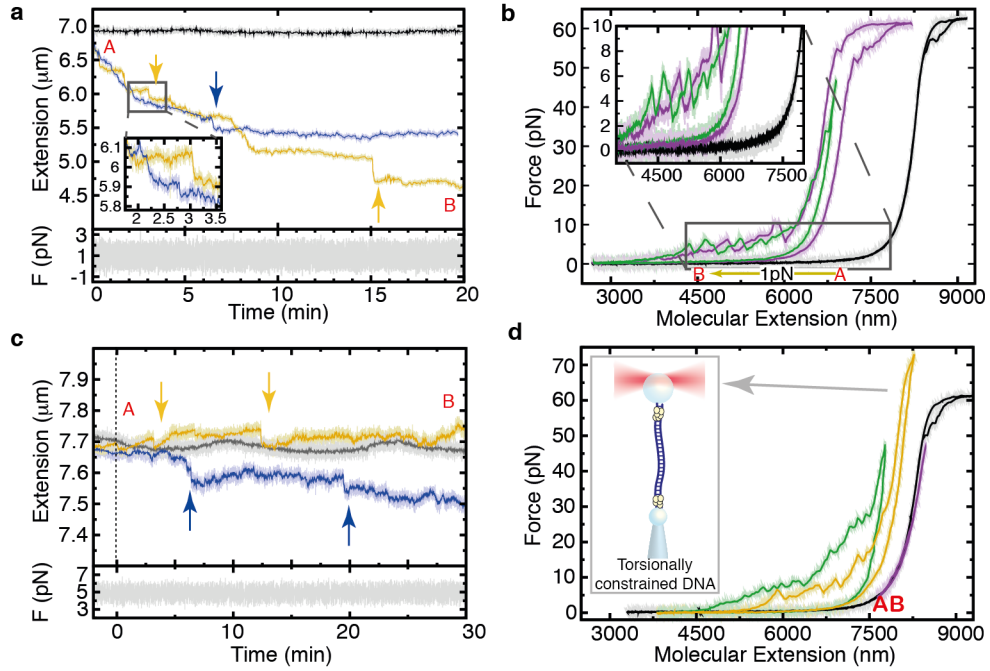 a
7.0
6.5
6.0
5.5
5.0
4.5
Extension (μm)
A
B
6.1
6
5.9
5.8
2 2.5 3 3.5
F (pN)
3
1
-1
0 5 10 15 20
Time (min)
b
Force (pN)
60
50
40
30
20
10
0
10
8
6
4
2
0
4500 6000 7500
B 1pN A
3000 4500 6000 7500 9000
Molecular Extension (nm)
c
7.9
7.8
7.7
7.6
7.5
7.4
Extension (μm)
A
B
F (pN)
7
5
3
0 10 20 30
Time (min)
d
Force (pN)
70
60
50
40
30
20
10
0
Torsionally
constrained DNA
AB
3000 4500 6000 7500 9000
Molecular Extension (nm)